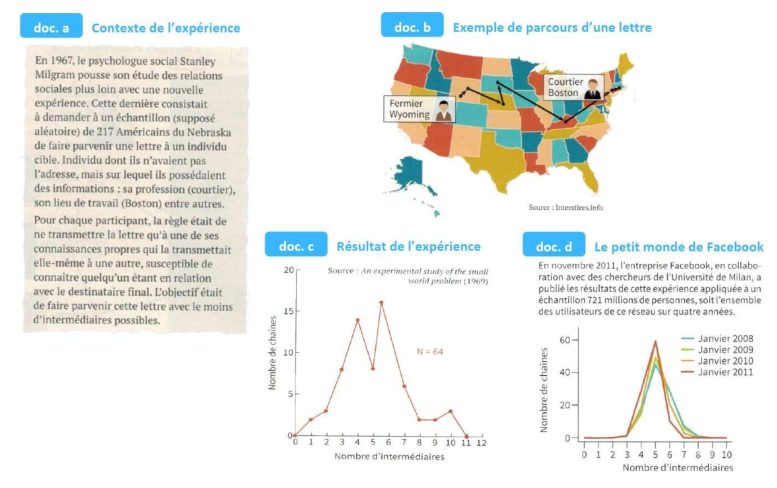 doc. a
Contexte de l’expérience
En 1967, le psychologue social Stanley
Milgram pousse son étude des relations
sociales plus loin avec une nouvelle
expérience. Cette dernière consistait
à demander à un échantillon (supposé
aléatoire) de 217 Américains du Nebraska
de faire parvenir une lettre à un individu
cible. Individu dont ils n’avaient pas
l’adresse, mais sur lequel ils possédaient
des informations : sa profession (courtier),
son lieu de travail (Boston) entre autres.
Pour chaque participant, la règle était de
ne transmettre la lettre qu’à une de ses
connaissances propres qui la transmettait
elle-même à une autre, susceptible de
connaitre quelqu’un étant en relation
avec le destinataire final. L’objectif était
de faire parvenir cette lettre avec le moins
d’intermédiaires possibles.
doc. b
Exemple de parcours d’une lettre
Courtier
Boston
Fermier
Wyoming
Source : Interstices.info
doc. c
Résultat de l’expérience
Source : An experimental study of the small
world problem (1969)
Nombre de chaines
20
15
10
5
0
N = 64
0 1 2 3 4 5 6 7 8 9 10 11 12
Nombre d’intermédiaires
doc. d
Le petit monde de Facebook
En novembre 2011, l’entreprise Facebook, en collabo-
ration avec des chercheurs de l’Université de Milan, a
publié les résultats de cette expérience appliquée à un
échantillon 721 millions de personnes, soit l’ensemble
des utilisateurs de ce réseau sur quatre années.
Nombre de chaines
60
40
20
0
Janvier 2008
Janvier 2009
Janvier 2010
Janvier 2011
0 1 2 3 4 5 6 7 8 9 10
Nombre d’intermédiaires